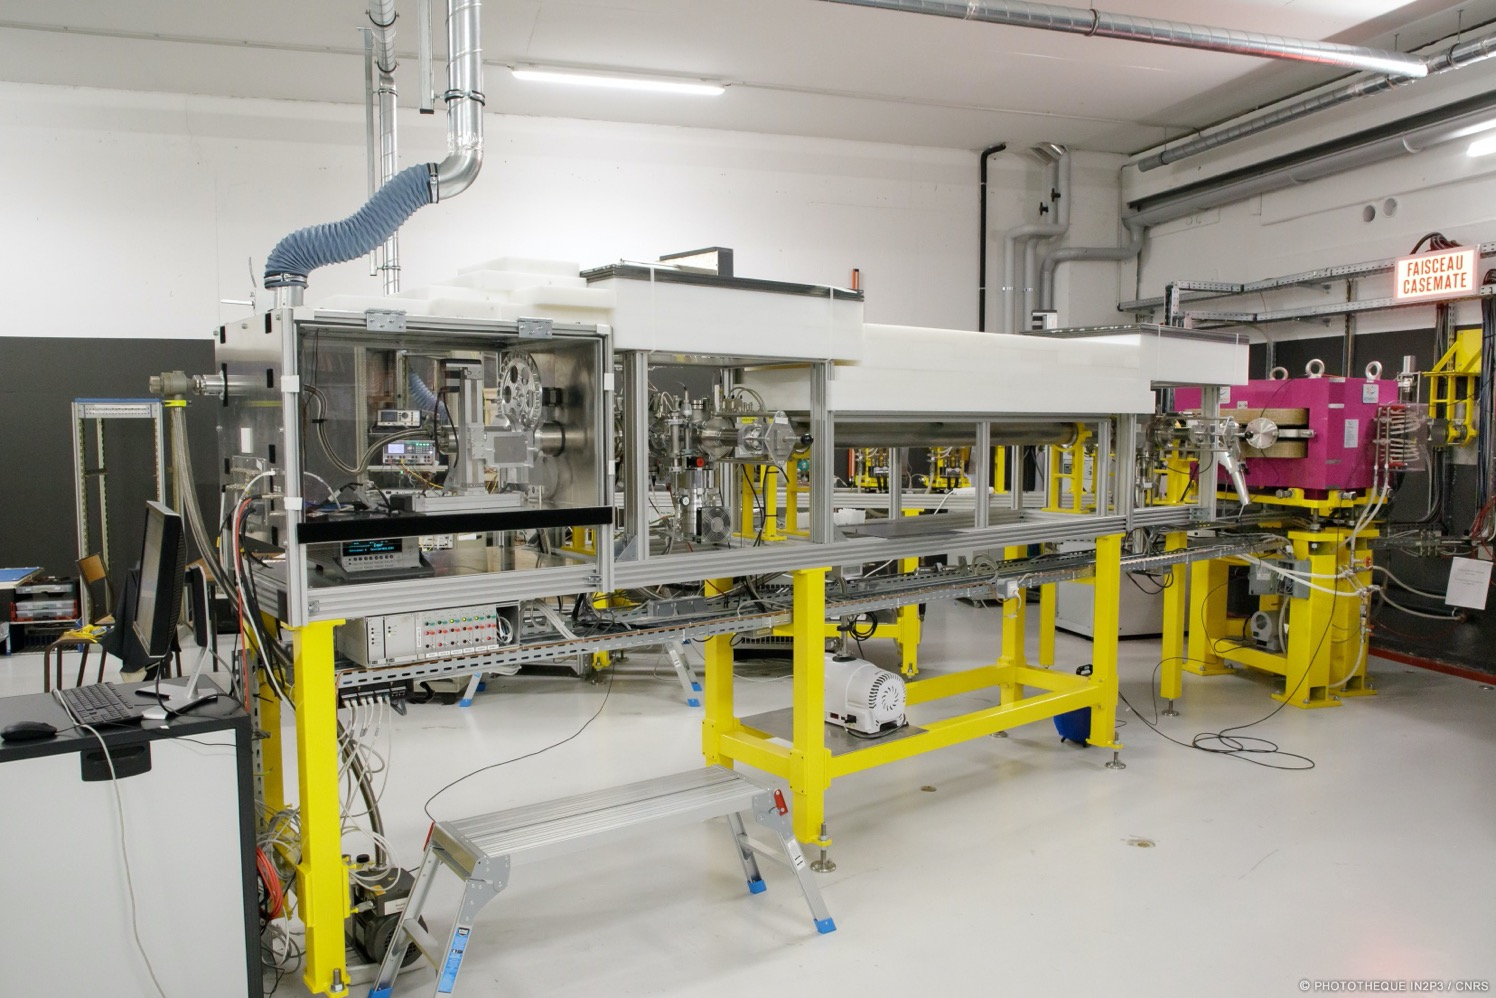 FAISCEAU
CASEMATE
© PHOTOTHEQUE IN2P3 / CNRS